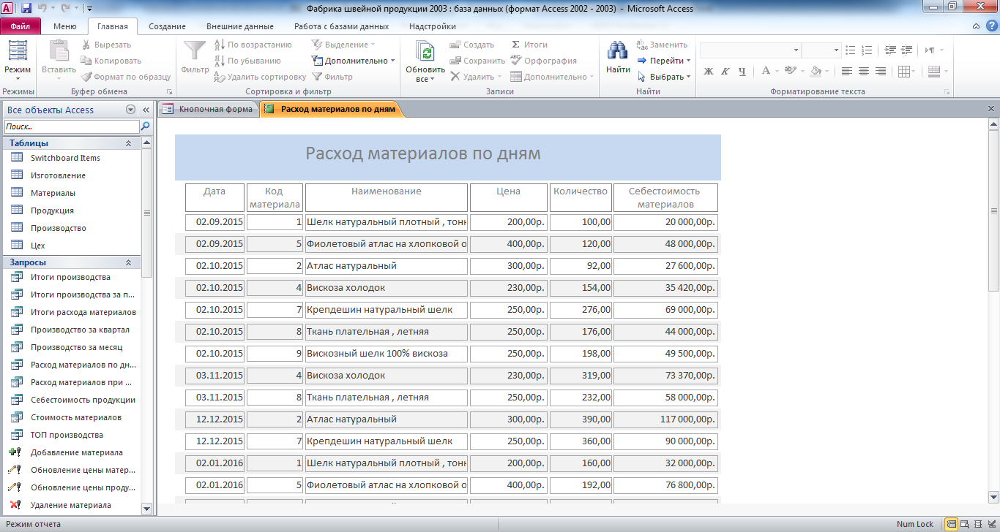 Фабрика швейной продукции 2003 : база данных (формат Access 2002 - 2003) - Microsoft Access
Файл Меню Главная Создание Внешние данные Работа с базами данных Надстройки
Режим
Режимы
Вставить
Вырезать
Копировать
Формат по образцу
Буфер обмена
Фильтр
По возрастанию
По убыванию
Удалить сортировку
Выделение
Дополнительно
Фильтр
Сортировка и фильтр
Обновить
все
Создать
Сохранить
Удалить
Итоги
Орфография
Дополнительно
Записи
Найти
Заменить
Перейти
Выбрать
Найти
Ж К Ч
Форматирование текста
Все объекты Access
Поиск...
Таблицы
Switchboard Items
Изготовление
Материалы
Продукция
Производство
Цех
Запросы
Итоги производства
Итоги производства за п...
Итоги расхода материалов
Производство за квартал
Производство за месяц
Расход материалов по дн...
Расход материалов при ...
Себестоимость продукции
Стоимость материалов
ТОП производства
Добавление материала
Обновление цены матер...
Обновление цены проду...
Удаление материала
Кнопочная форма
Расход материалов по дням
Расход материалов по дням
Дата Код материала Наименование Цена Количество Себестоимость материалов
02.09.2015 1 Шелк натуральный плотный , тонн 200,00р. 100,00 20 000,00р.
02.09.2015 5 Фиолетовый атлас на хлопковой о 400,00р. 120,00 48 000,00р.
02.10.2015 2 Атлас натуральный 300,00р. 92,00 27 600,00р.
02.10.2015 4 Вискоза холодок 230,00р. 154,00 35 420,00р.
02.10.2015 7 Крепдешин натуральный шелк 250,00р. 276,00 69 000,00р.
02.10.2015 8 Ткань плательная , летняя 250,00р. 176,00 44 000,00р.
02.10.2015 9 Вискозный шелк 100% вискоза 250,00р. 198,00 49 500,00р.
03.11.2015 4 Вискоза холодок 230,00р. 319,00 73 370,00р.
03.11.2015 8 Ткань плательная , летняя 250,00р. 232,00 58 000,00р.
12.12.2015 2 Атлас натуральный 300,00р. 390,00 117 000,00р.
12.12.2015 7 Крепдешин натуральный шелк 250,00р. 360,00 90 000,00р.
02.01.2016 1 Шелк натуральный плотный , тонн 200,00р. 160,00 32 000,00р.
02.01.2016 5 Фиолетовый атлас на хлопковой о 400,00р. 192,00 76 800,00р.
Режим отчета
Num Lock